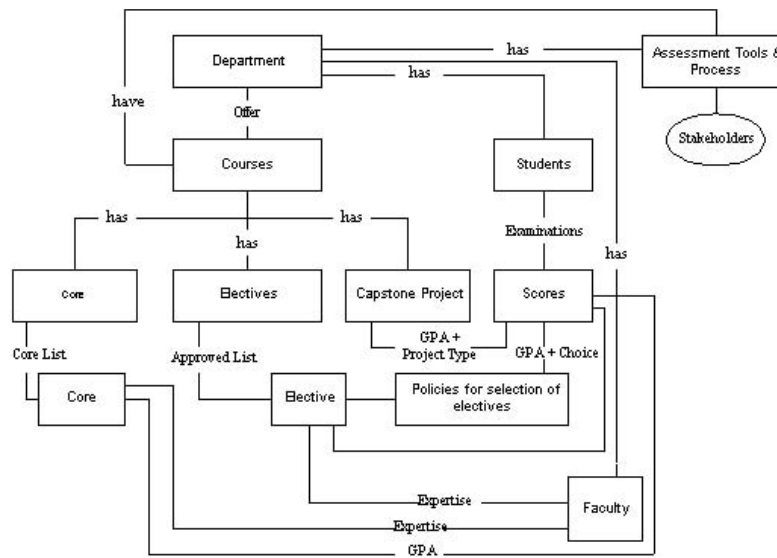 has
Department
has
Assessment Tools &
Process
have
Offer
Stakeholders
Courses
Students
has
has
has
Examinations
has
Core
Electives
Capstone Project
Scores
Core List
Approved List
GPA +
Project Type
GPA + Choice
Core
Elective
Policies for selection of
electives
Expertise
Faculty
Expertise
GPA